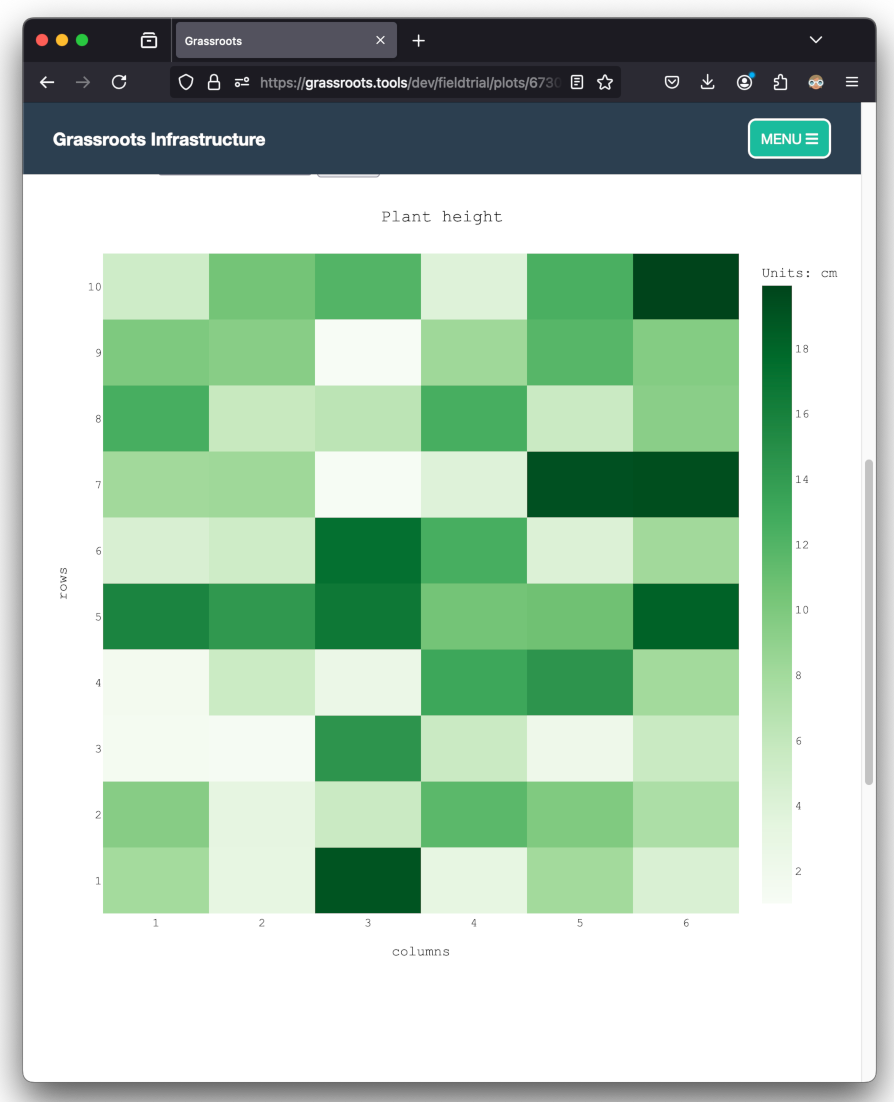 Grassroots
https://grassroots.tools/dev/fieldtrial/plots/6730
Grassroots Infrastructure
MENU
Plant height
Units: cm
10
9
8
7
6
5
4
3
2
1
rows
1 2 3 4 5 6
columns
18
16
14
12
10
8
6
4
2